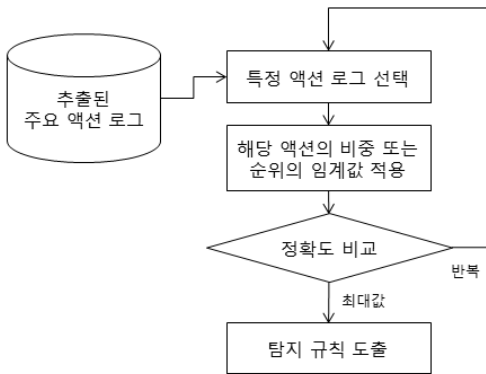 추출된
주요 액션 로그
특정 액션 로그 선택
해당 액션의 비중 또는
순위의 임계값 적용
정확도 비교
반복
최대값
탐지 규칙 도출